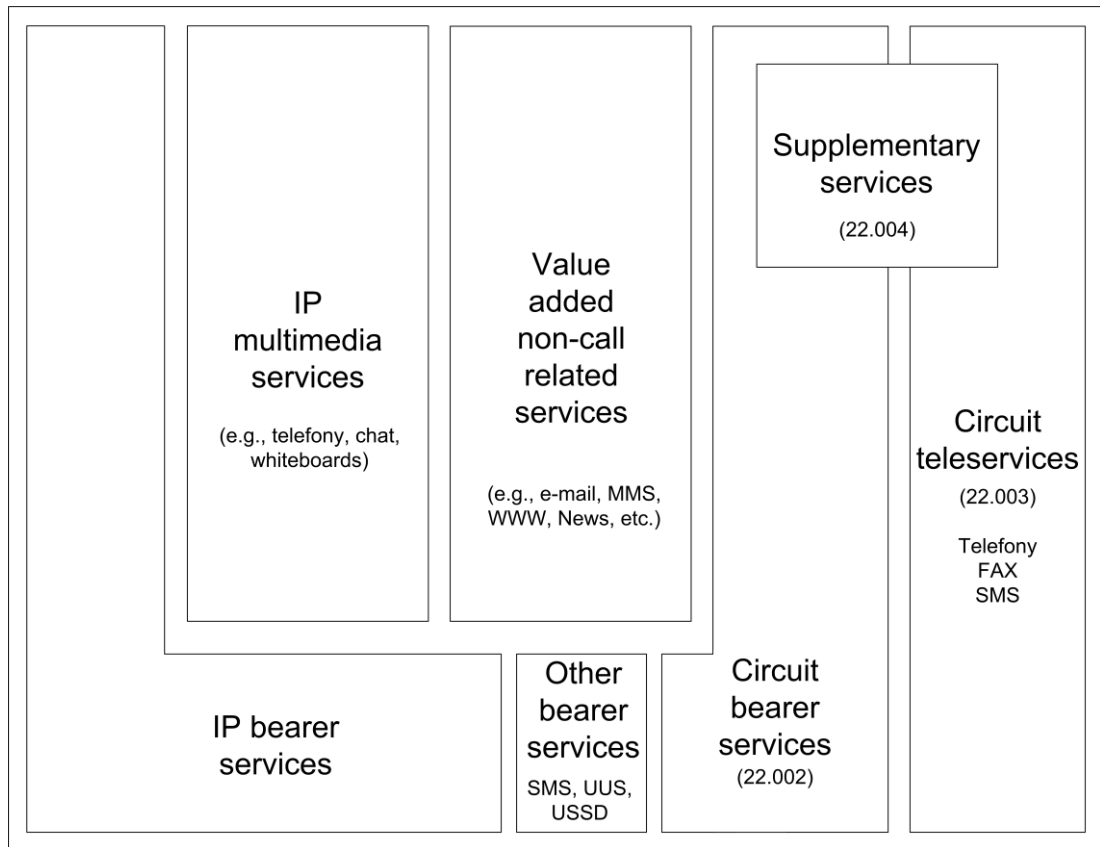 IP
multimedia
services
(e.g., telefony, chat,
whiteboards)
Value
added
non-call
related
services
(e.g., e-mail, MMS,
WWW, News, etc.)
Supplementary
services
(22.004)
Circuit
teleservices
(22.003)
Telefony
FAX
SMS
IP bearer
services
Other
bearer
services
SMS, UUS,
USSD
Circuit
bearer
services
(22.002)